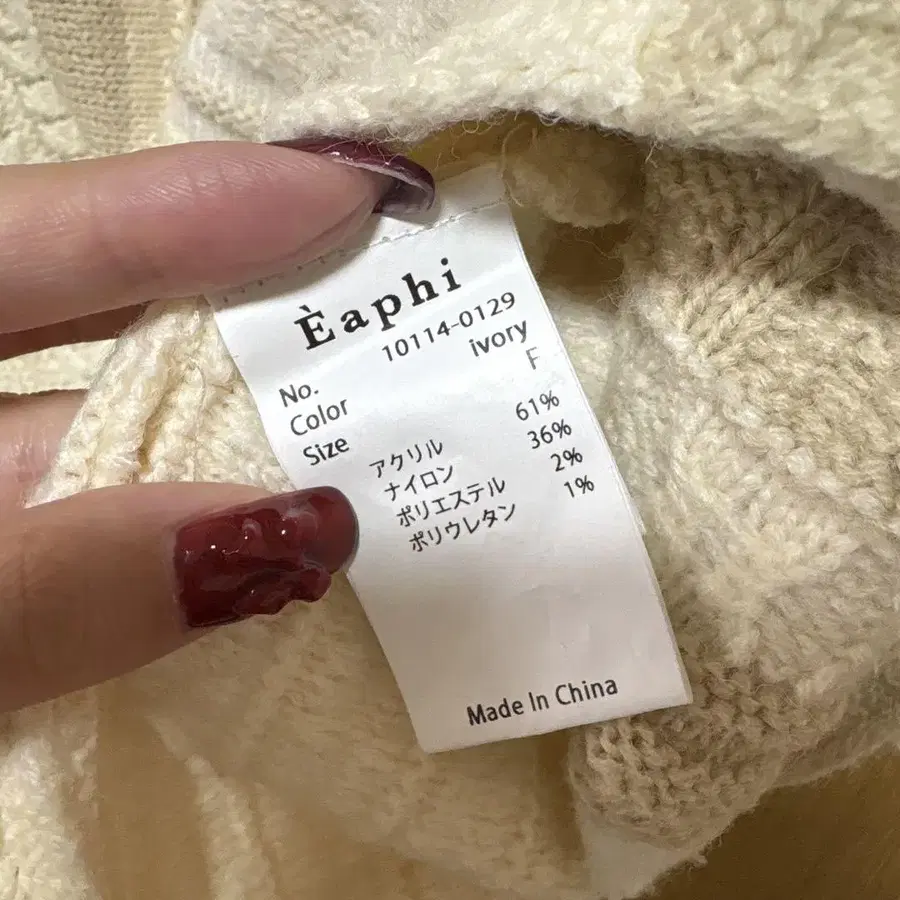 Èaphi
No. 10114-0129
Color ivory
Size F
アクリル 61%
ナイロン 36%
ポリエステル 2%
ポリウレタン 1%
Made In China